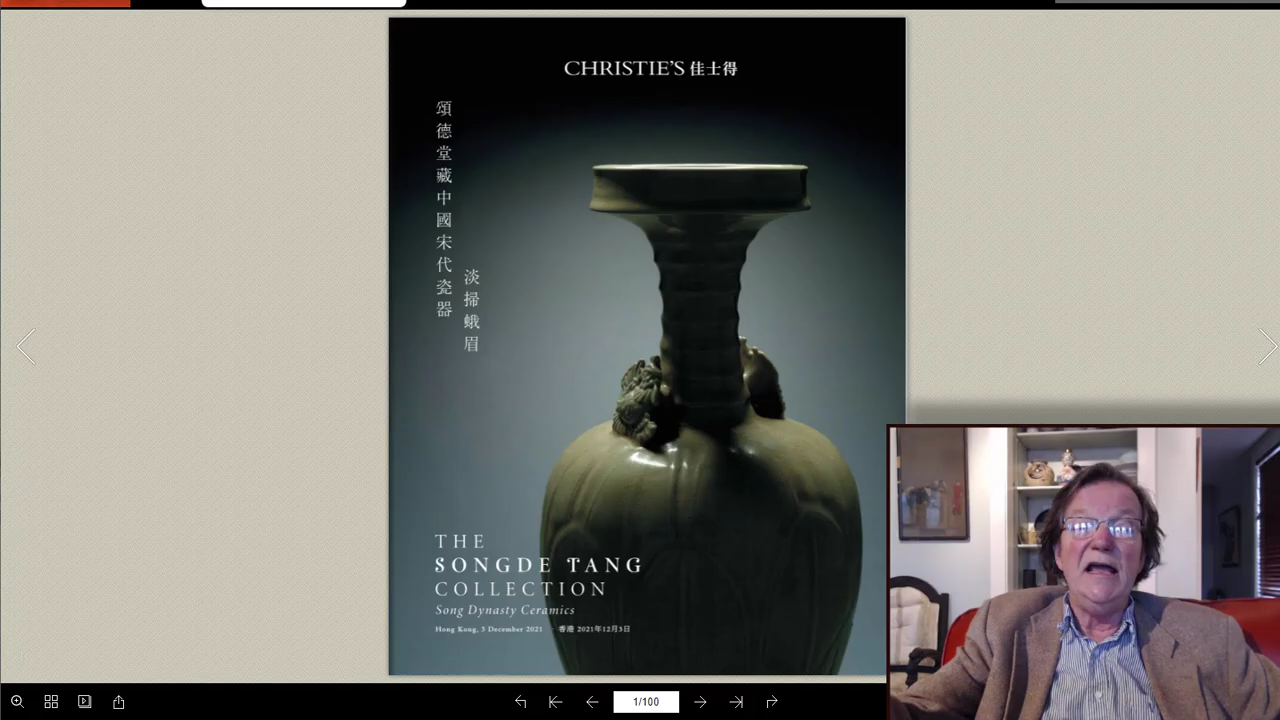 CHRISTIE'S 佳士得
頌德堂藏中國宋代瓷器
淡掃蛾眉
THE
SONGDE TANG
COLLECTION
Song Dynasty Ceramics
Hong Kong, 3 December 2021 · 香港 2021年12月3日
1/100